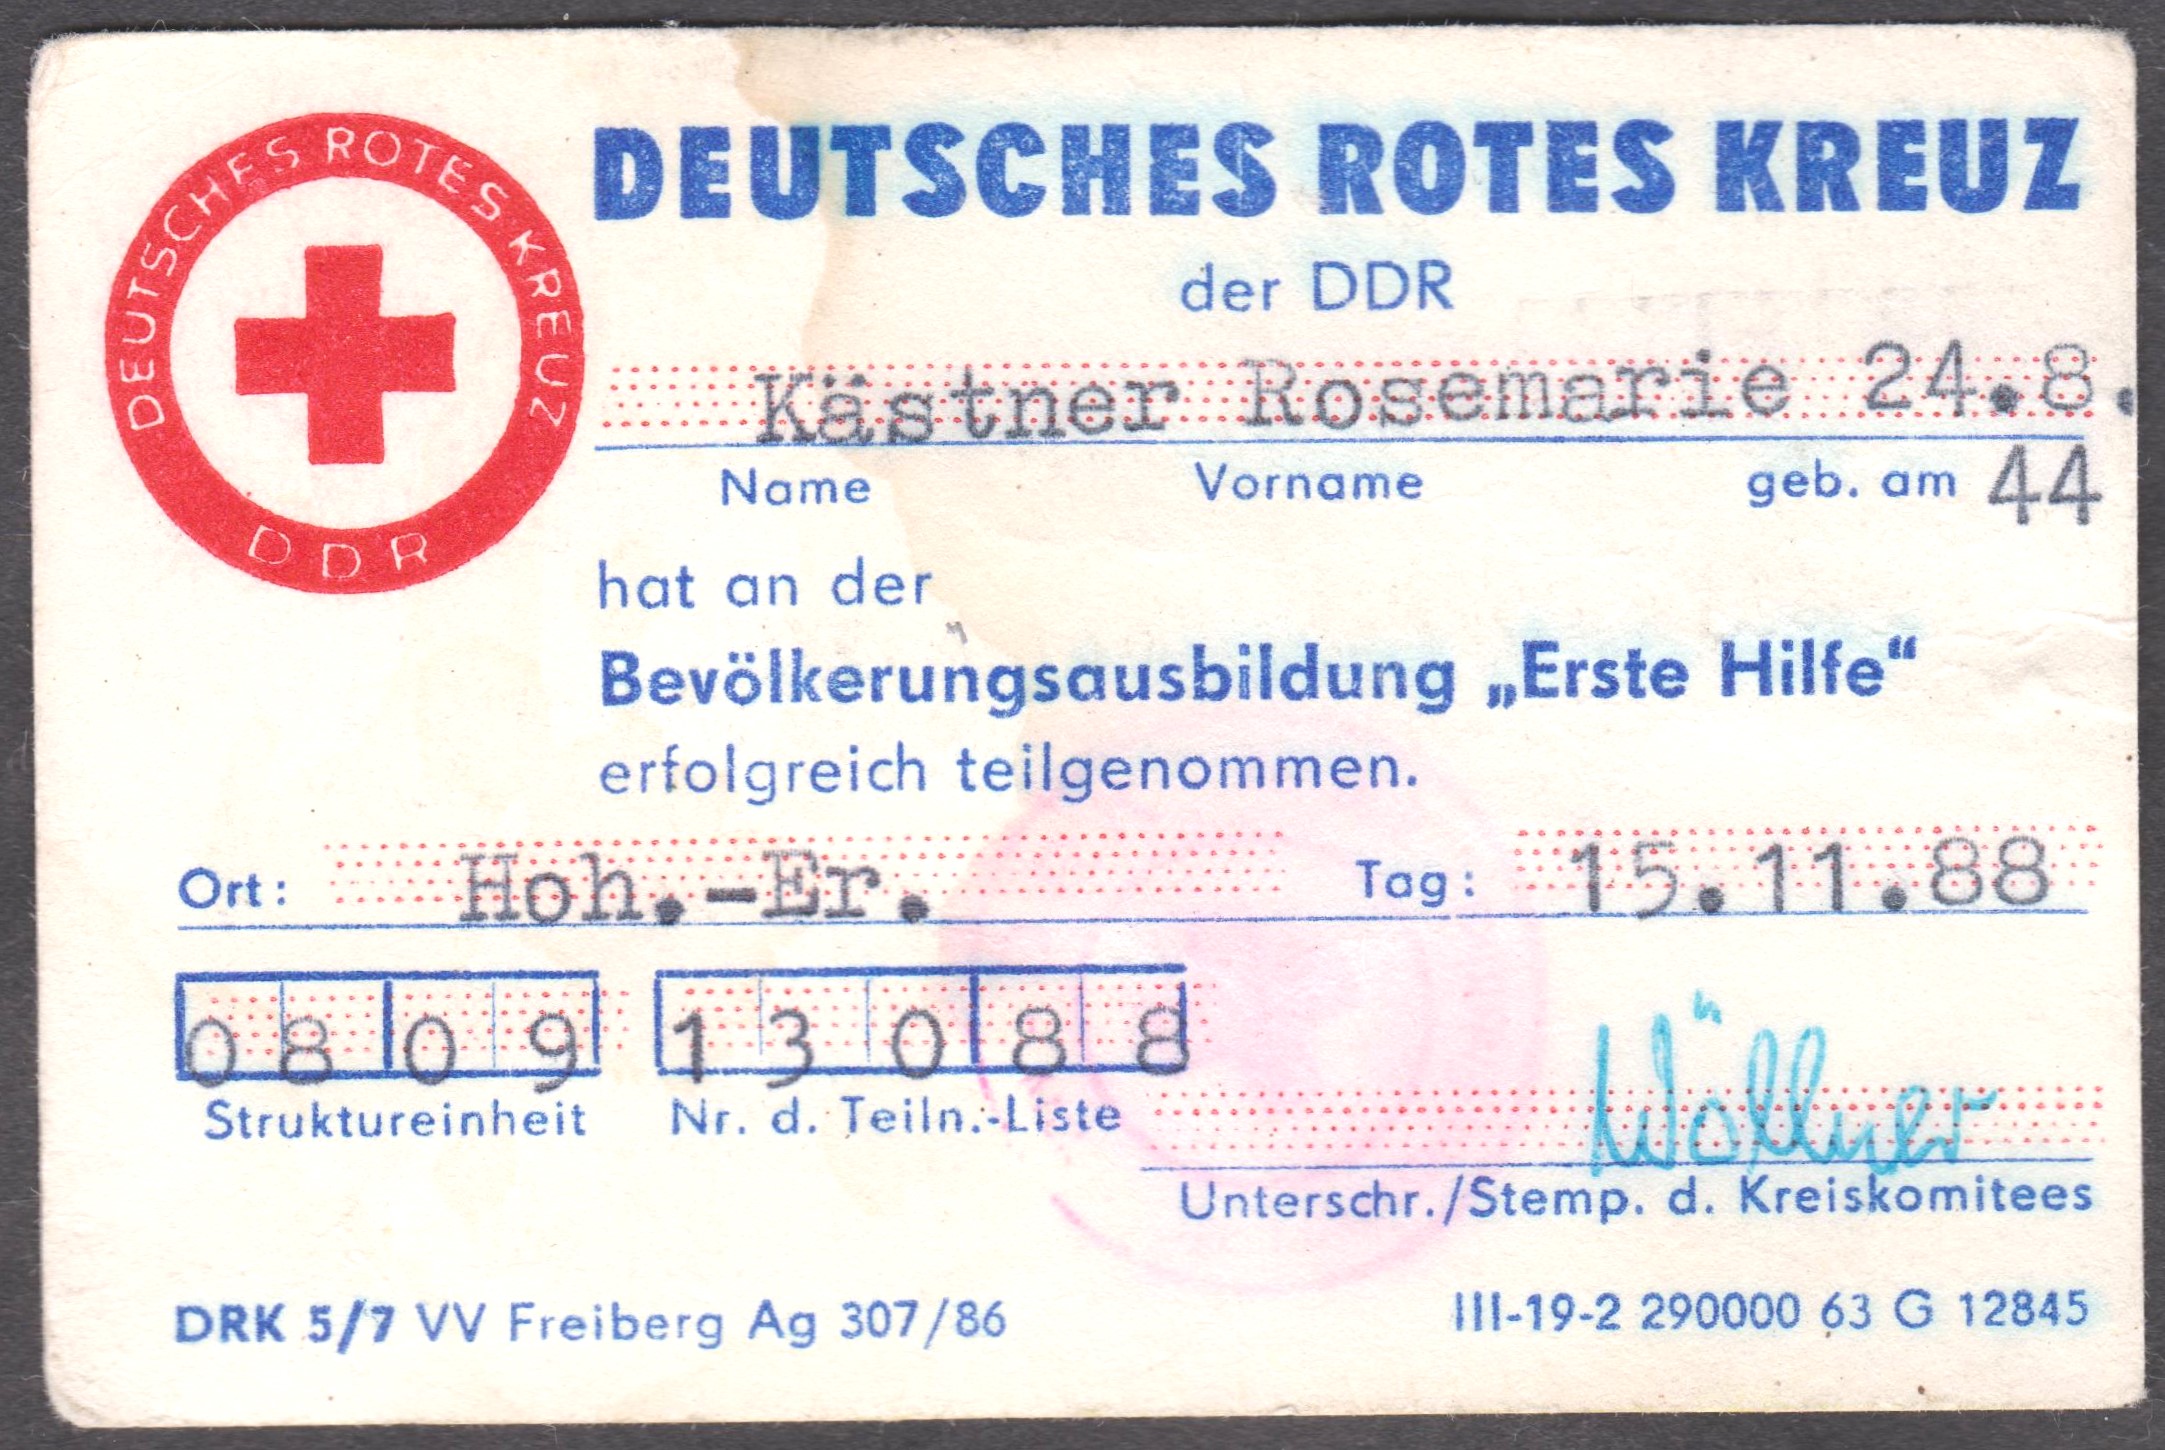 DEUTSCHES ROTES KREUZ
DDR
DEUTSCHES ROTES KREUZ
der DDR
Kästner Rosemarie 24.8.
44
Name Vorname geb. am
hat an der
Bevölkerungsausbildung „Erste Hilfe“
erfolgreich teilgenommen.
Ort: Hoh.-Er. Tag: 15.11.88
0809 13088
Struktureinheit Nr. d. Teiln.-Liste
Wöllner
Unterschr./Stemp. d. Kreiskomitees
DRK 5/7 VV Freiberg Ag 307/86 III-19-2 290000 63 G 12845